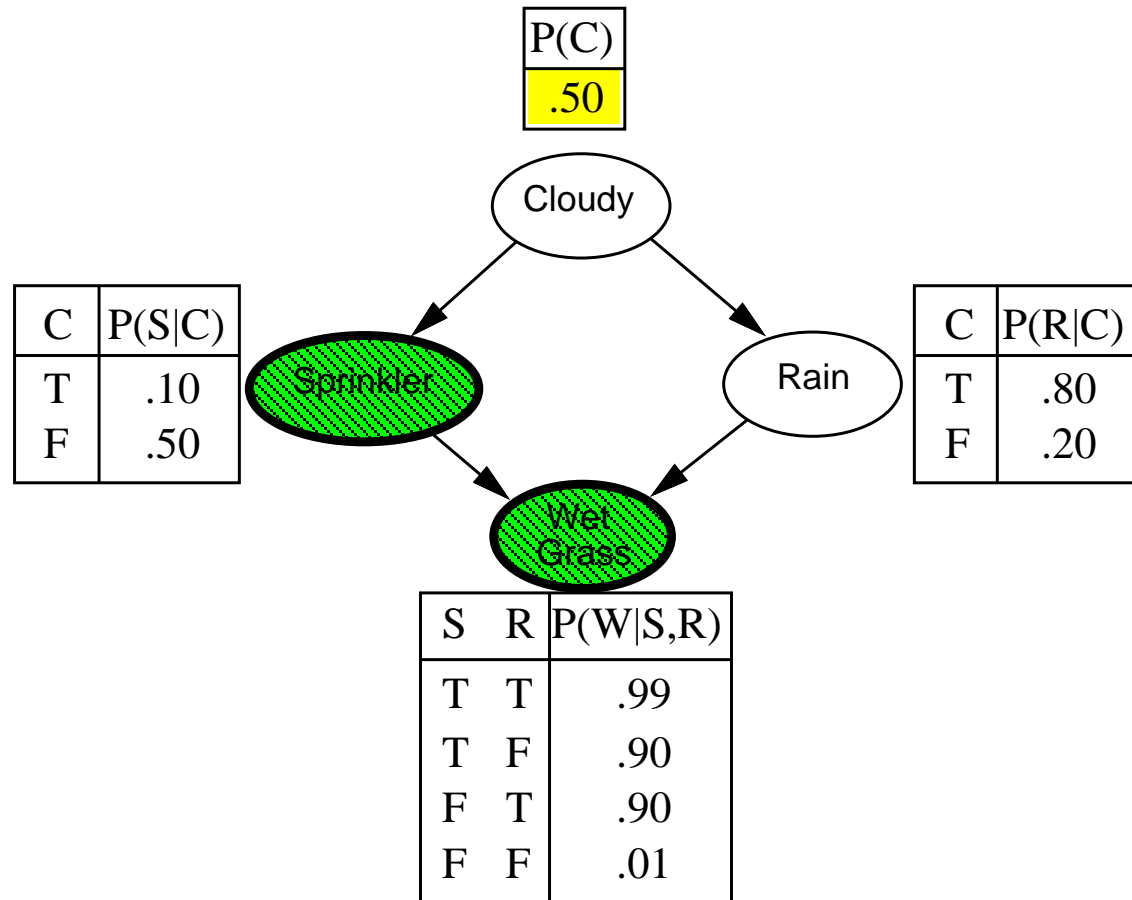 P(C)
.50
Cloudy
C P(S|C)
T .10
F .50
Sprinkler
Rain
C P(R|C)
T .80
F .20
Wet
Grass
S R P(W|S,R)
T T .99
T F .90
F T .90
F F .01